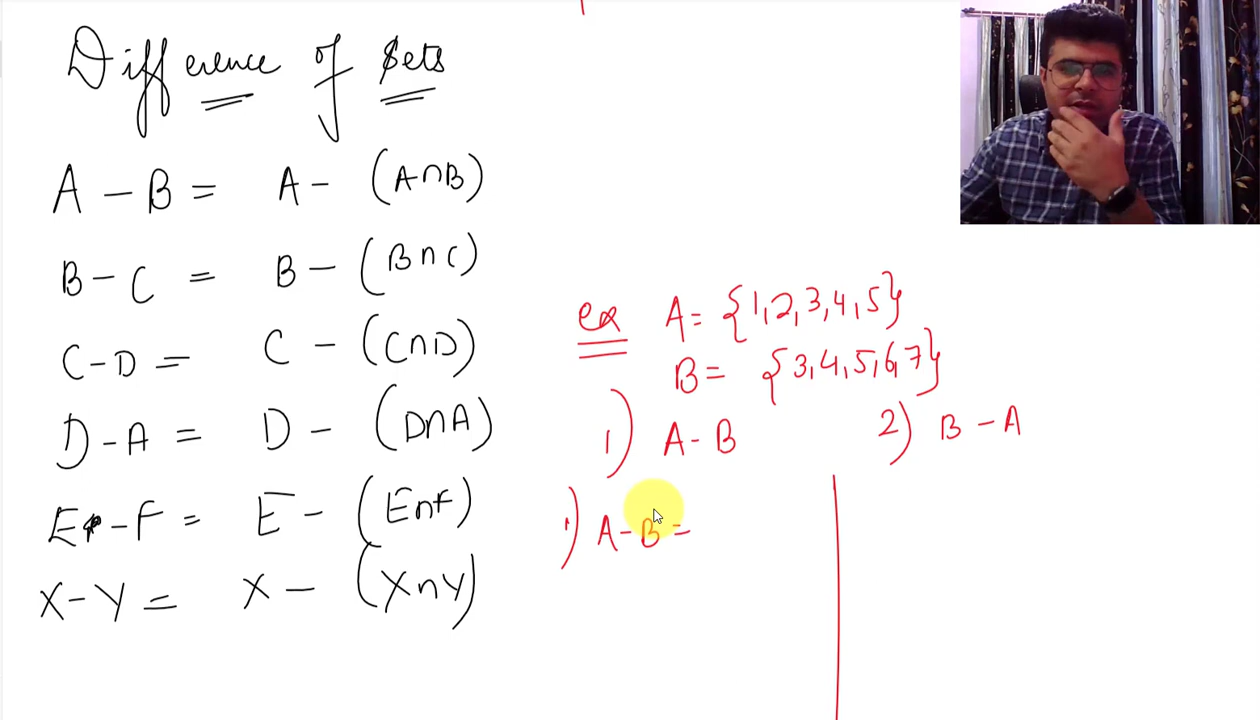 Difference of Sets
A - B = A - (A∩B)
B - C = B - (B∩C)
C - D = C - (C∩D)
D - A = D - (D∩A)
E - F = E - (E∩F)
X - Y = X - (X∩Y)
ex A = {1,2,3,4,5}
B = {3,4,5,6,7}
1) A - B 2) B - A
1) A - B =